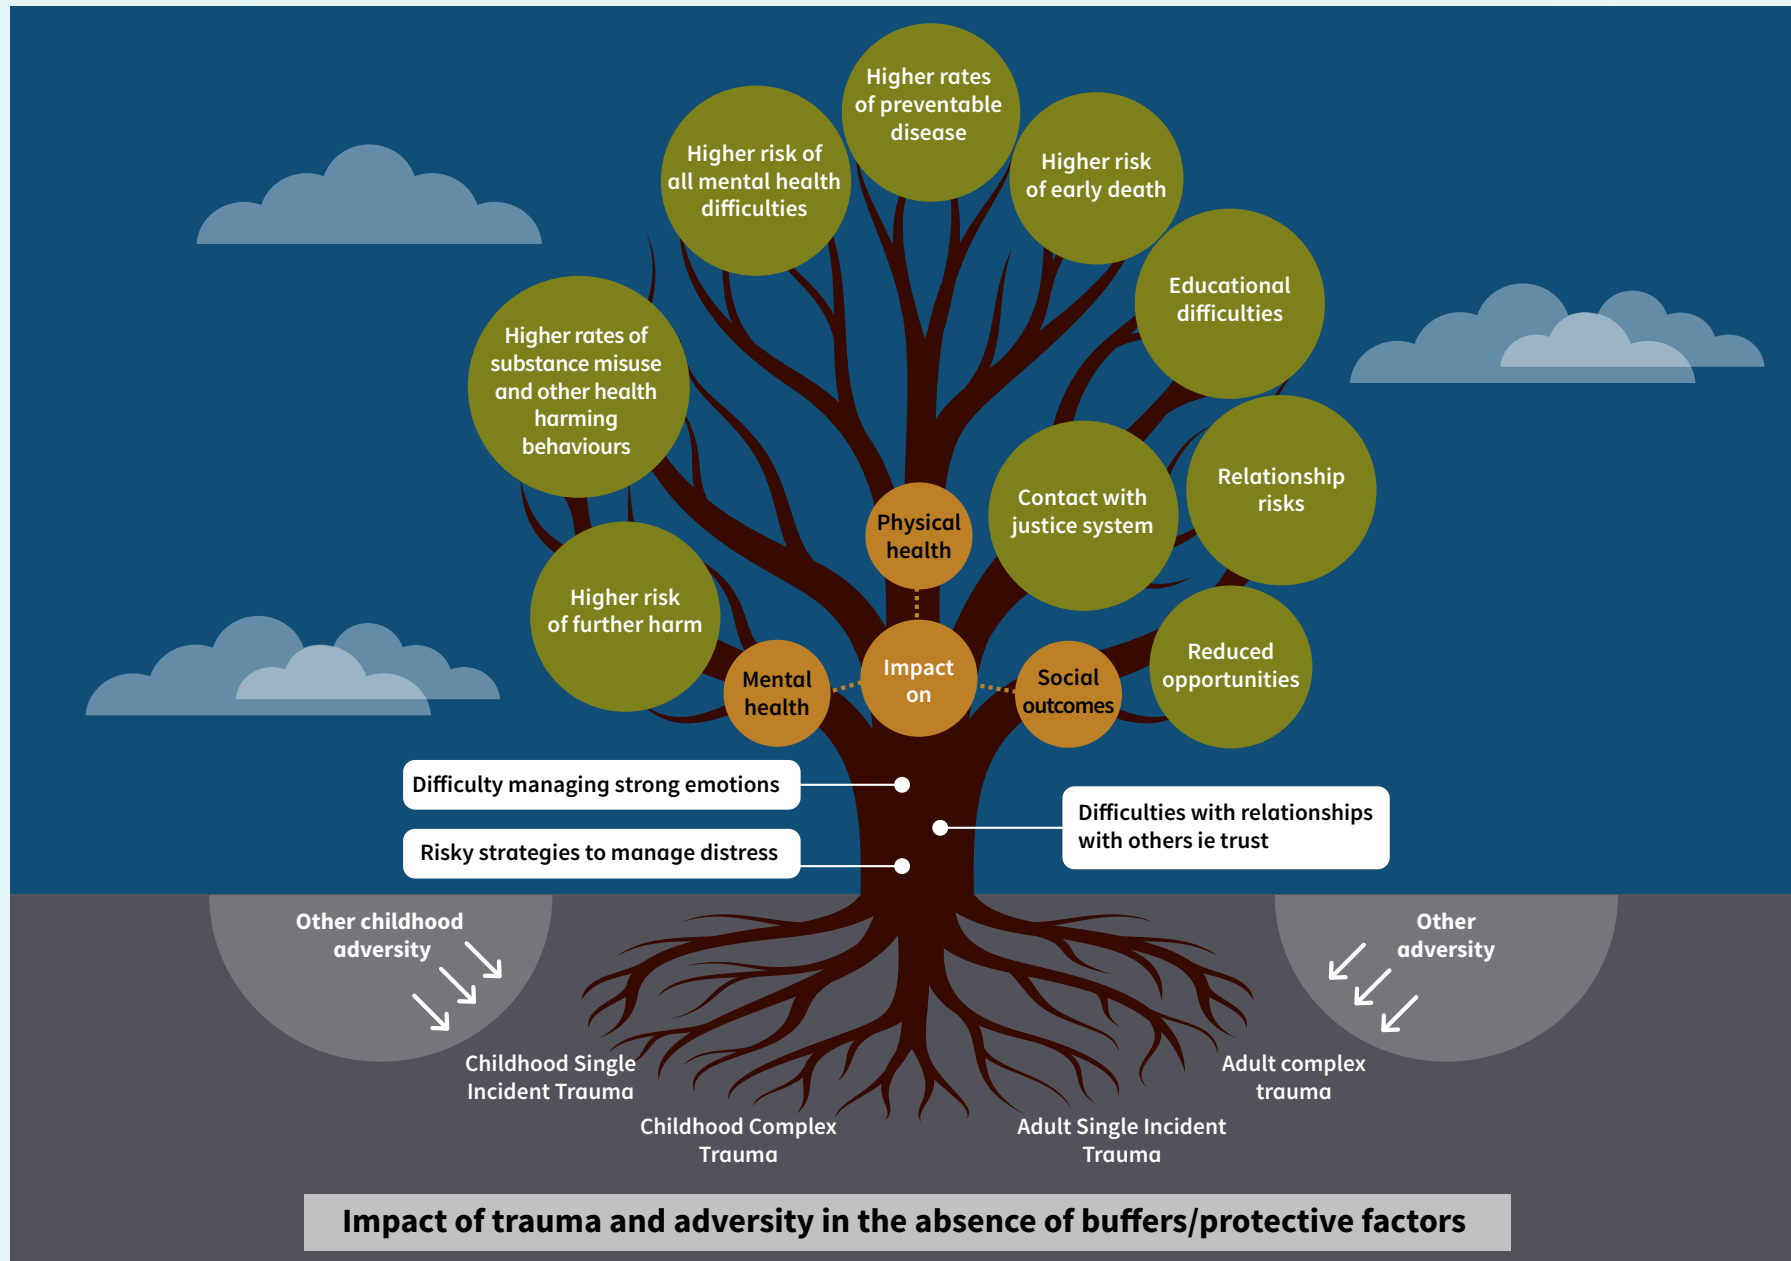 Higher rates
of preventable
disease
Higher risk of
all mental health
difficulties
Higher risk
of early death
Educational
difficulties
Higher rates of
substance misuse
and other health
harming
behaviours
Relationship
risks
Contact with
justice system
Physical
health
Higher risk
of further harm
Reduced
opportunities
Mental
health
Impact
on
Social
outcomes
Difficulty managing strong emotions
Difficulties with relationships
with others ie trust
Risky strategies to manage distress
Other childhood
adversity
Other
adversity
Childhood Single
Incident Trauma
Adult complex
trauma
Childhood Complex
Trauma
Adult Single Incident
Trauma
Impact of trauma and adversity in the absence of buffers/protective factors